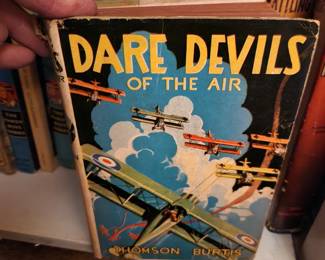 DARE DEVILS
OF THE AIR
THOMSON BURTIS